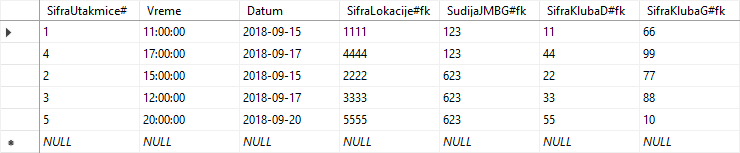 SifraUtakmice# Vreme Datum SifraLokacije#fk SudijaJMBG#fk SifraKlubaD#fk SifraKlubaG#fk
1 11:00:00 2018-09-15 1111 123 11 66
4 17:00:00 2018-09-17 4444 123 44 99
2 15:00:00 2018-09-15 2222 623 22 77
3 12:00:00 2018-09-17 3333 623 33 88
5 20:00:00 2018-09-20 5555 623 55 10
NULL NULL NULL NULL NULL NULL NULL